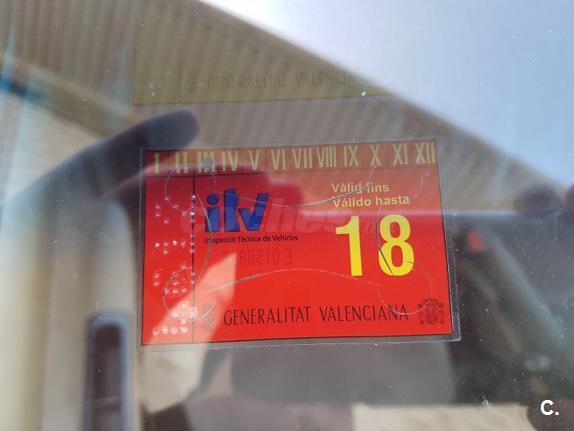 GENERALITAT VALENCIANA
I II III IV V VI VII VIII IX X XI XII
itv
Inspecció Tècnica de Vehicles
Vàlid fins
Válido hasta
18
GENERALITAT VALENCIANA
C.